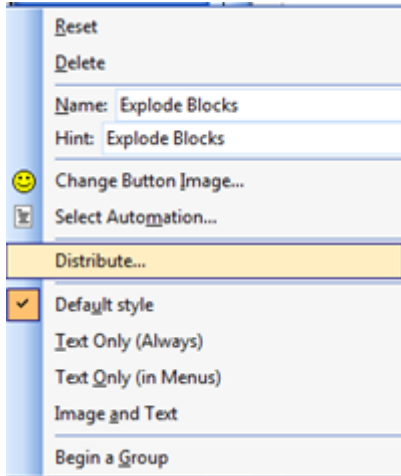 Reset
Delete
Name: Explode Blocks
Hint: Explode Blocks
Change Button Image...
Select Automation...
Distribute...
Default style
Text Only (Always)
Text Only (in Menus)
Image and Text
Begin a Group